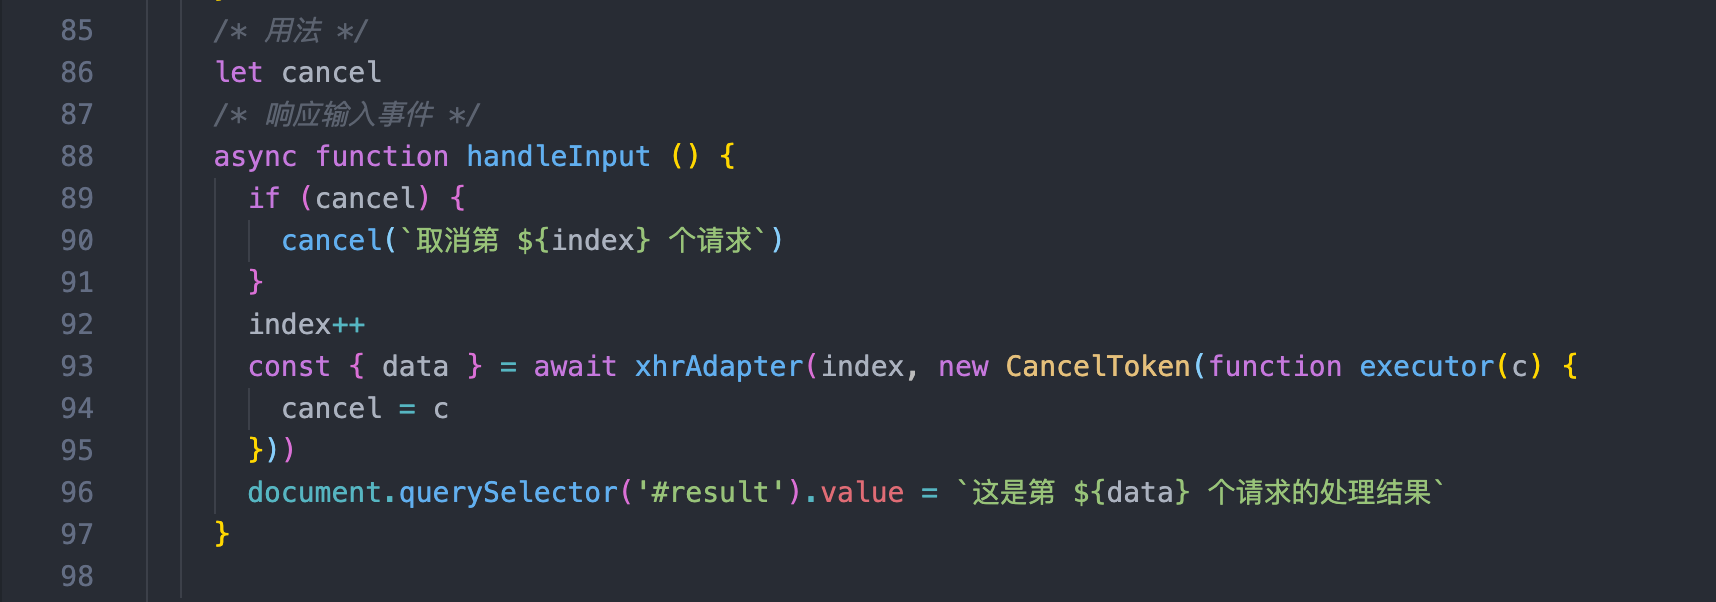 85 /* 用法 */
86 let cancel
87 /* 响应输入事件 */
88 async function handleInput () {
89 if (cancel) {
90 cancel(`取消第 ${index} 个请求`)
91 }
92 index++
93 const { data } = await xhrAdapter(index, new CancelToken(function executor(c) {
94 cancel = c
95 }))
96 document.querySelector('#result').value = `这是第 ${data} 个请求的处理结果`
97 }
98